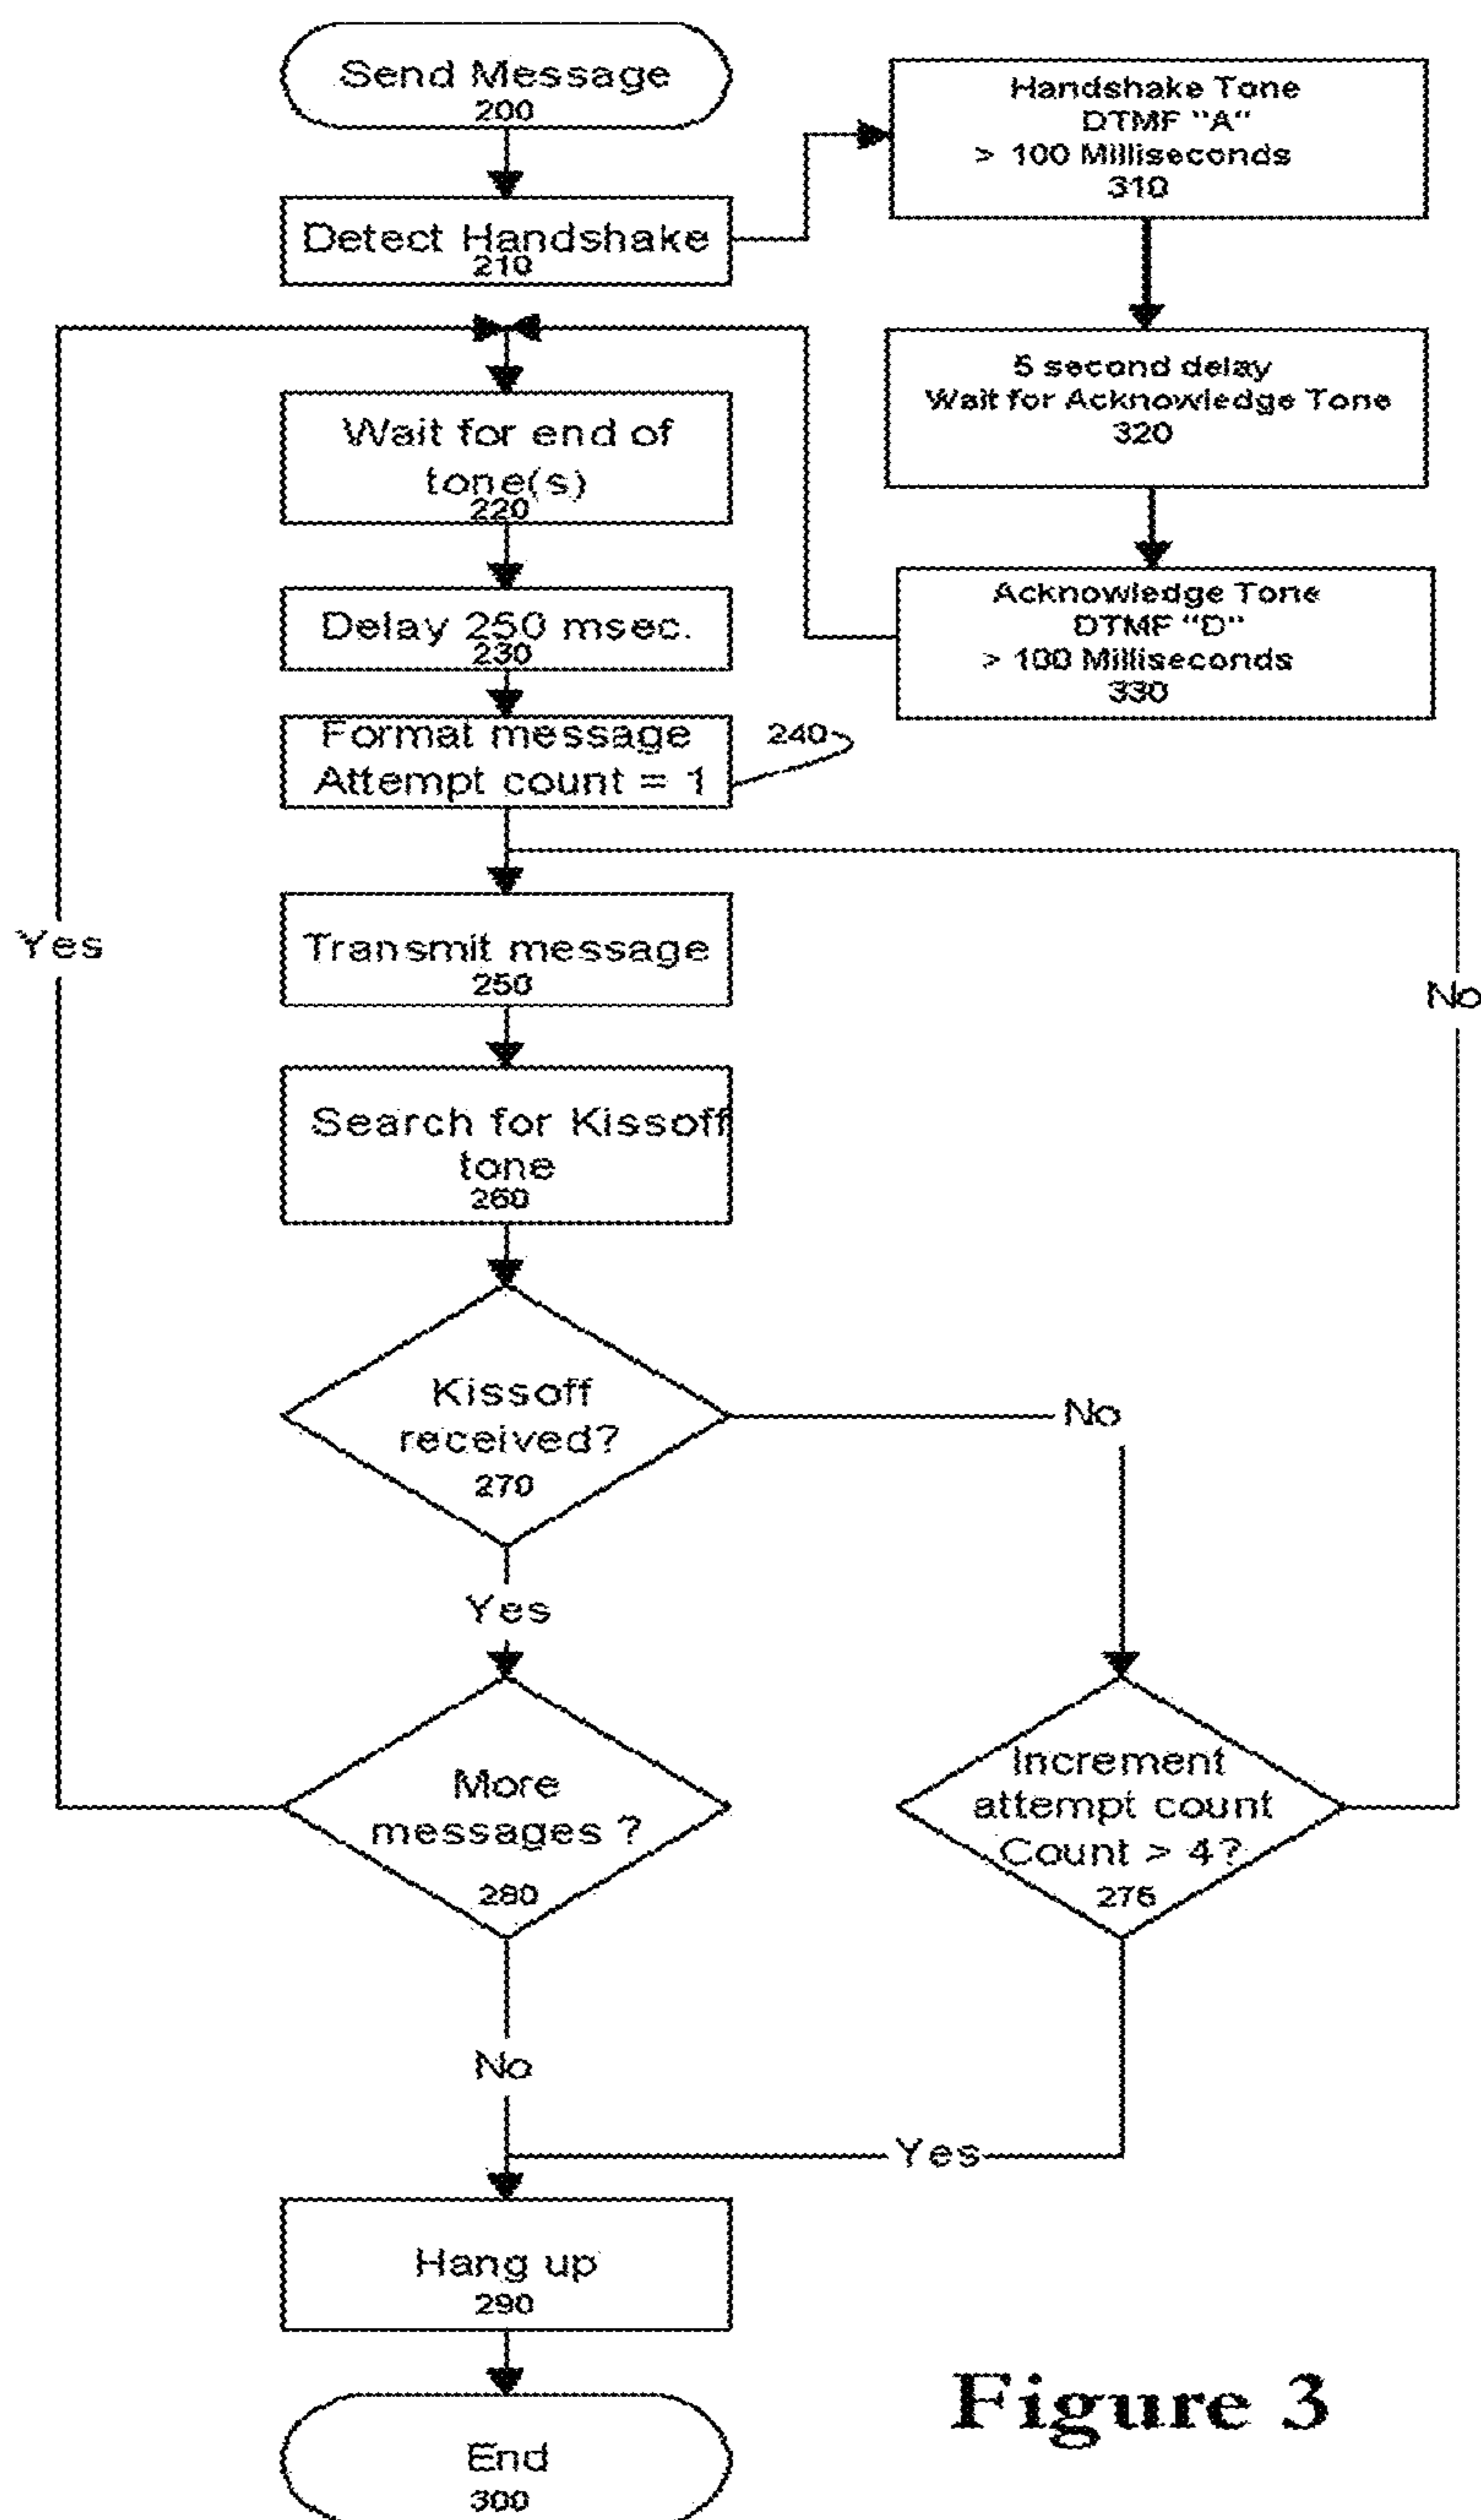 Send Message
200
Detect Handshake
210
Handshake Tone
DTMF "A"
> 100 Milliseconds
310
5 second delay
Wait for Acknowledge Tone
320
Acknowledge Tone
DTMF "D"
> 100 Milliseconds
330
Wait for end of
tone(s)
220
Delay 250 msec.
230
Format message
Attempt count = 1
240
Transmit message
250
Yes
No
Search for Kissoff
tone
260
Kissoff
received?
270
No
Yes
More
messages ?
280
Increment
attempt count
Count > 4?
275
No
Yes
Hang up
290
End
300
Figure 3